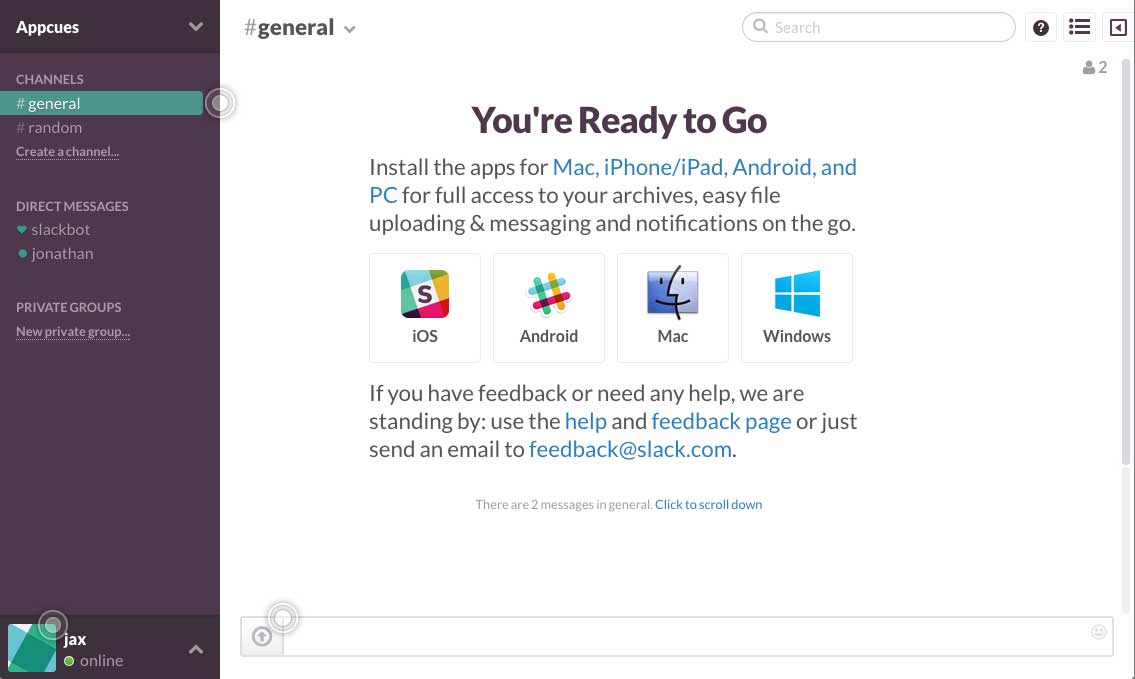 Appcues
CHANNELS
# general
# random
Create a channel...
DIRECT MESSAGES
slackbot
jonathan
PRIVATE GROUPS
New private group...
jax
online
#general
Search
?
2
You're Ready to Go
Install the apps for Mac, iPhone/iPad, Android, and
PC for full access to your archives, easy file
uploading & messaging and notifications on the go.
S
iOS
Android
Mac
Windows
If you have feedback or need any help, we are
standing by: use the help and feedback page or just
send an email to feedback@slack.com.
There are 2 messages in general. Click to scroll down